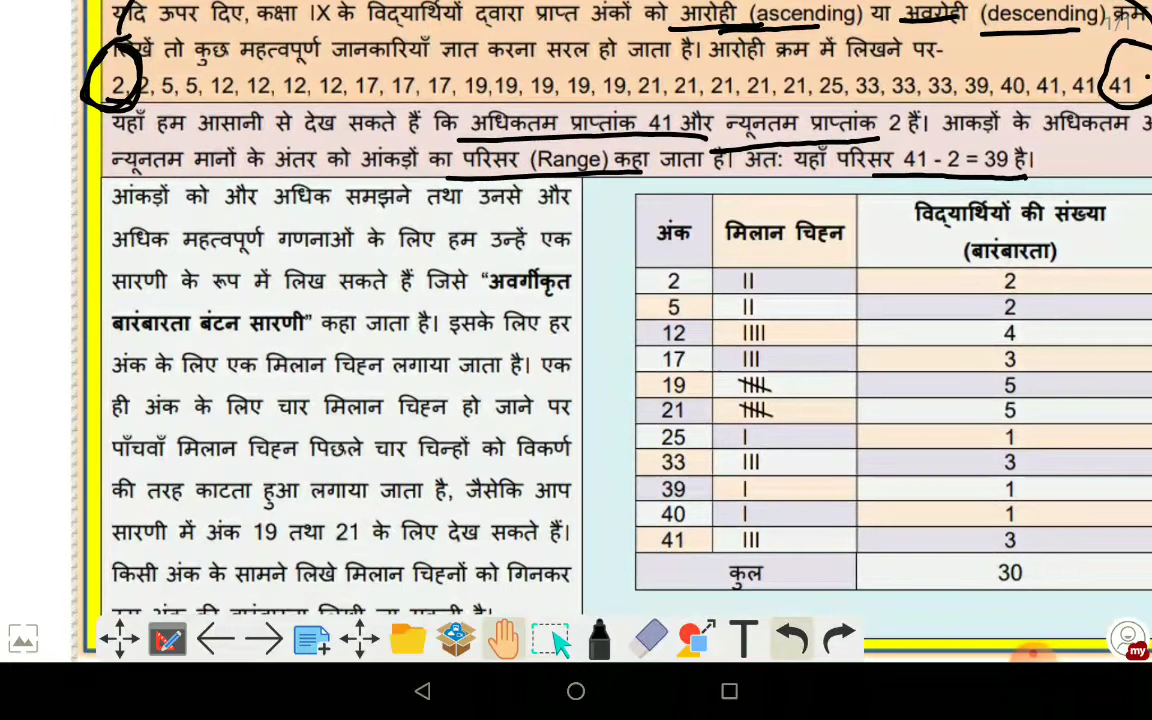 यदि ऊपर दिए, कक्षा IX के विद्यार्थियों द्वारा प्राप्त अंकों को आरोही (ascending) या अवरोही (descending) क्रम
लिखें तो कुछ महत्वपूर्ण जानकारियाँ ज्ञात करना सरल हो जाता है। आरोही क्रम में लिखने पर-
2, 2, 5, 5, 12, 12, 12, 12, 17, 17, 17, 19,19, 19, 19, 19, 21, 21, 21, 21, 21, 25, 33, 33, 33, 39, 40, 41, 41 41
यहाँ हम आसानी से देख सकते हैं कि अधिकतम प्राप्तांक 41 और न्यूनतम प्राप्तांक 2 हैं। आकड़ों के अधिकतम
न्यूनतम मानों के अंतर को आंकड़ों का परिसर (Range) कहा जाता है। अत: यहाँ परिसर 41 - 2 = 39 है।
आंकड़ों को और अधिक समझने तथा उनसे और
अधिक महत्वपूर्ण गणनाओं के लिए हम उन्हें एक
सारणी के रूप में लिख सकते हैं जिसे “अवर्गीकृत
बारंबारता बंटन सारणी” कहा जाता है। इसके लिए हर
अंक के लिए एक मिलान चिह्न लगाया जाता है। एक
ही अंक के लिए चार मिलान चिह्न हो जाने पर
पाँचवाँ मिलान चिह्न पिछले चार चिन्हों को विकर्ण
की तरह काटता हुआ लगाया जाता है, जैसेकि आप
सारणी में अंक 19 तथा 21 के लिए देख सकते हैं।
किसी अंक के सामने लिखे मिलान चिह्नों को गिनकर
अंक मिलान चिह्न विद्यार्थियों की संख्या (बारंबारता)
2 || 2
5 || 2
12 |||| 4
17 ||| 3
19 5
21 5
25 | 1
33 ||| 3
39 | 1
40 | 1
41 ||| 3
कुल 30
T
my